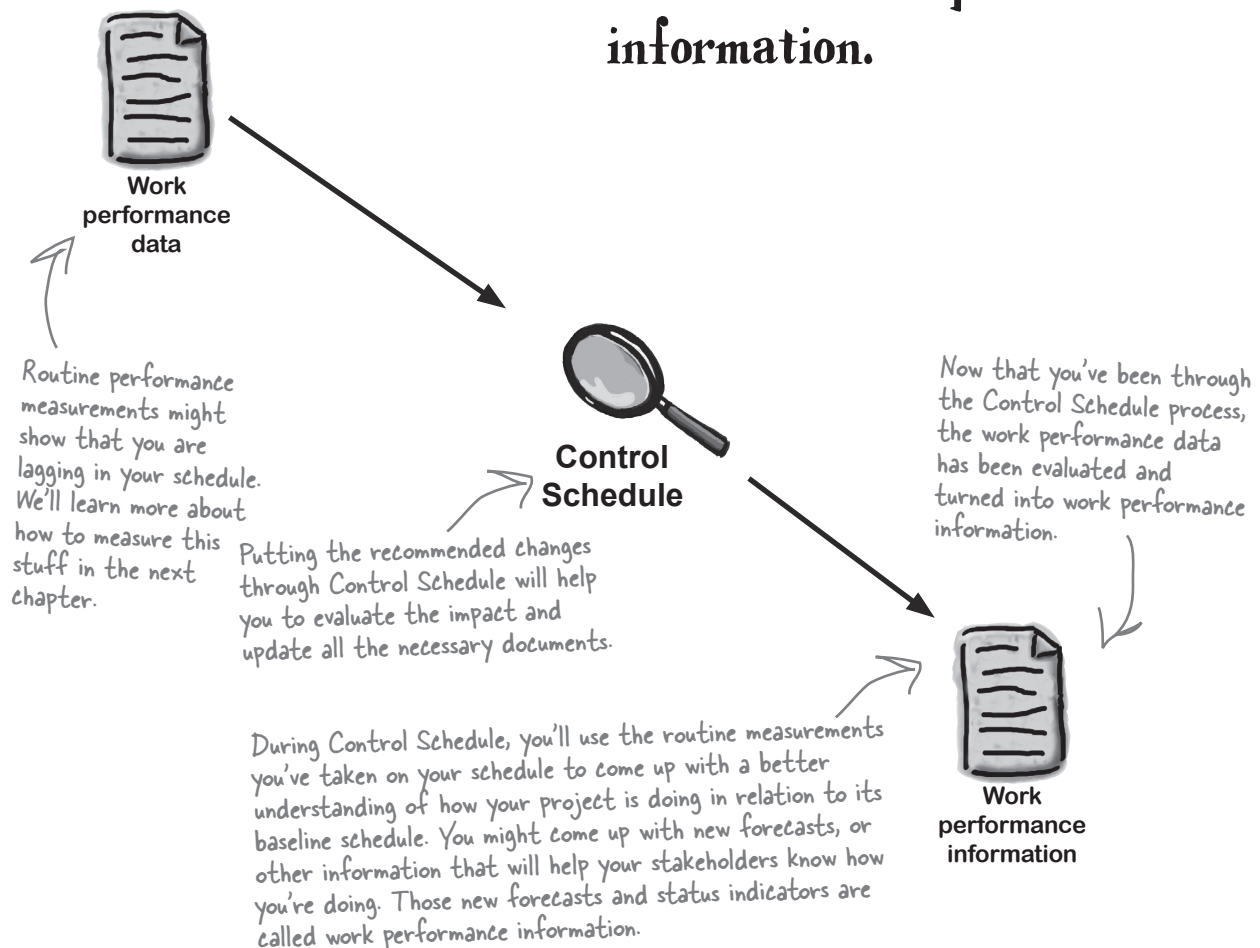 information.
Work
performance
data
Routine performance
measurements might
show that you are
lagging in your schedule.
We'll learn more about
how to measure this
stuff in the next
chapter.
Control
Schedule
Putting the recommended changes
through Control Schedule will help
you to evaluate the impact and
update all the necessary documents.
Now that you've been through
the Control Schedule process,
the work performance data
has been evaluated and
turned into work performance
information.
During Control Schedule, you'll use the routine measurements
you've taken on your schedule to come up with a better
understanding of how your project is doing in relation to its
baseline schedule. You might come up with new forecasts, or
other information that will help your stakeholders know how
you're doing. Those new forecasts and status indicators are
called work performance information.
Work
performance
information